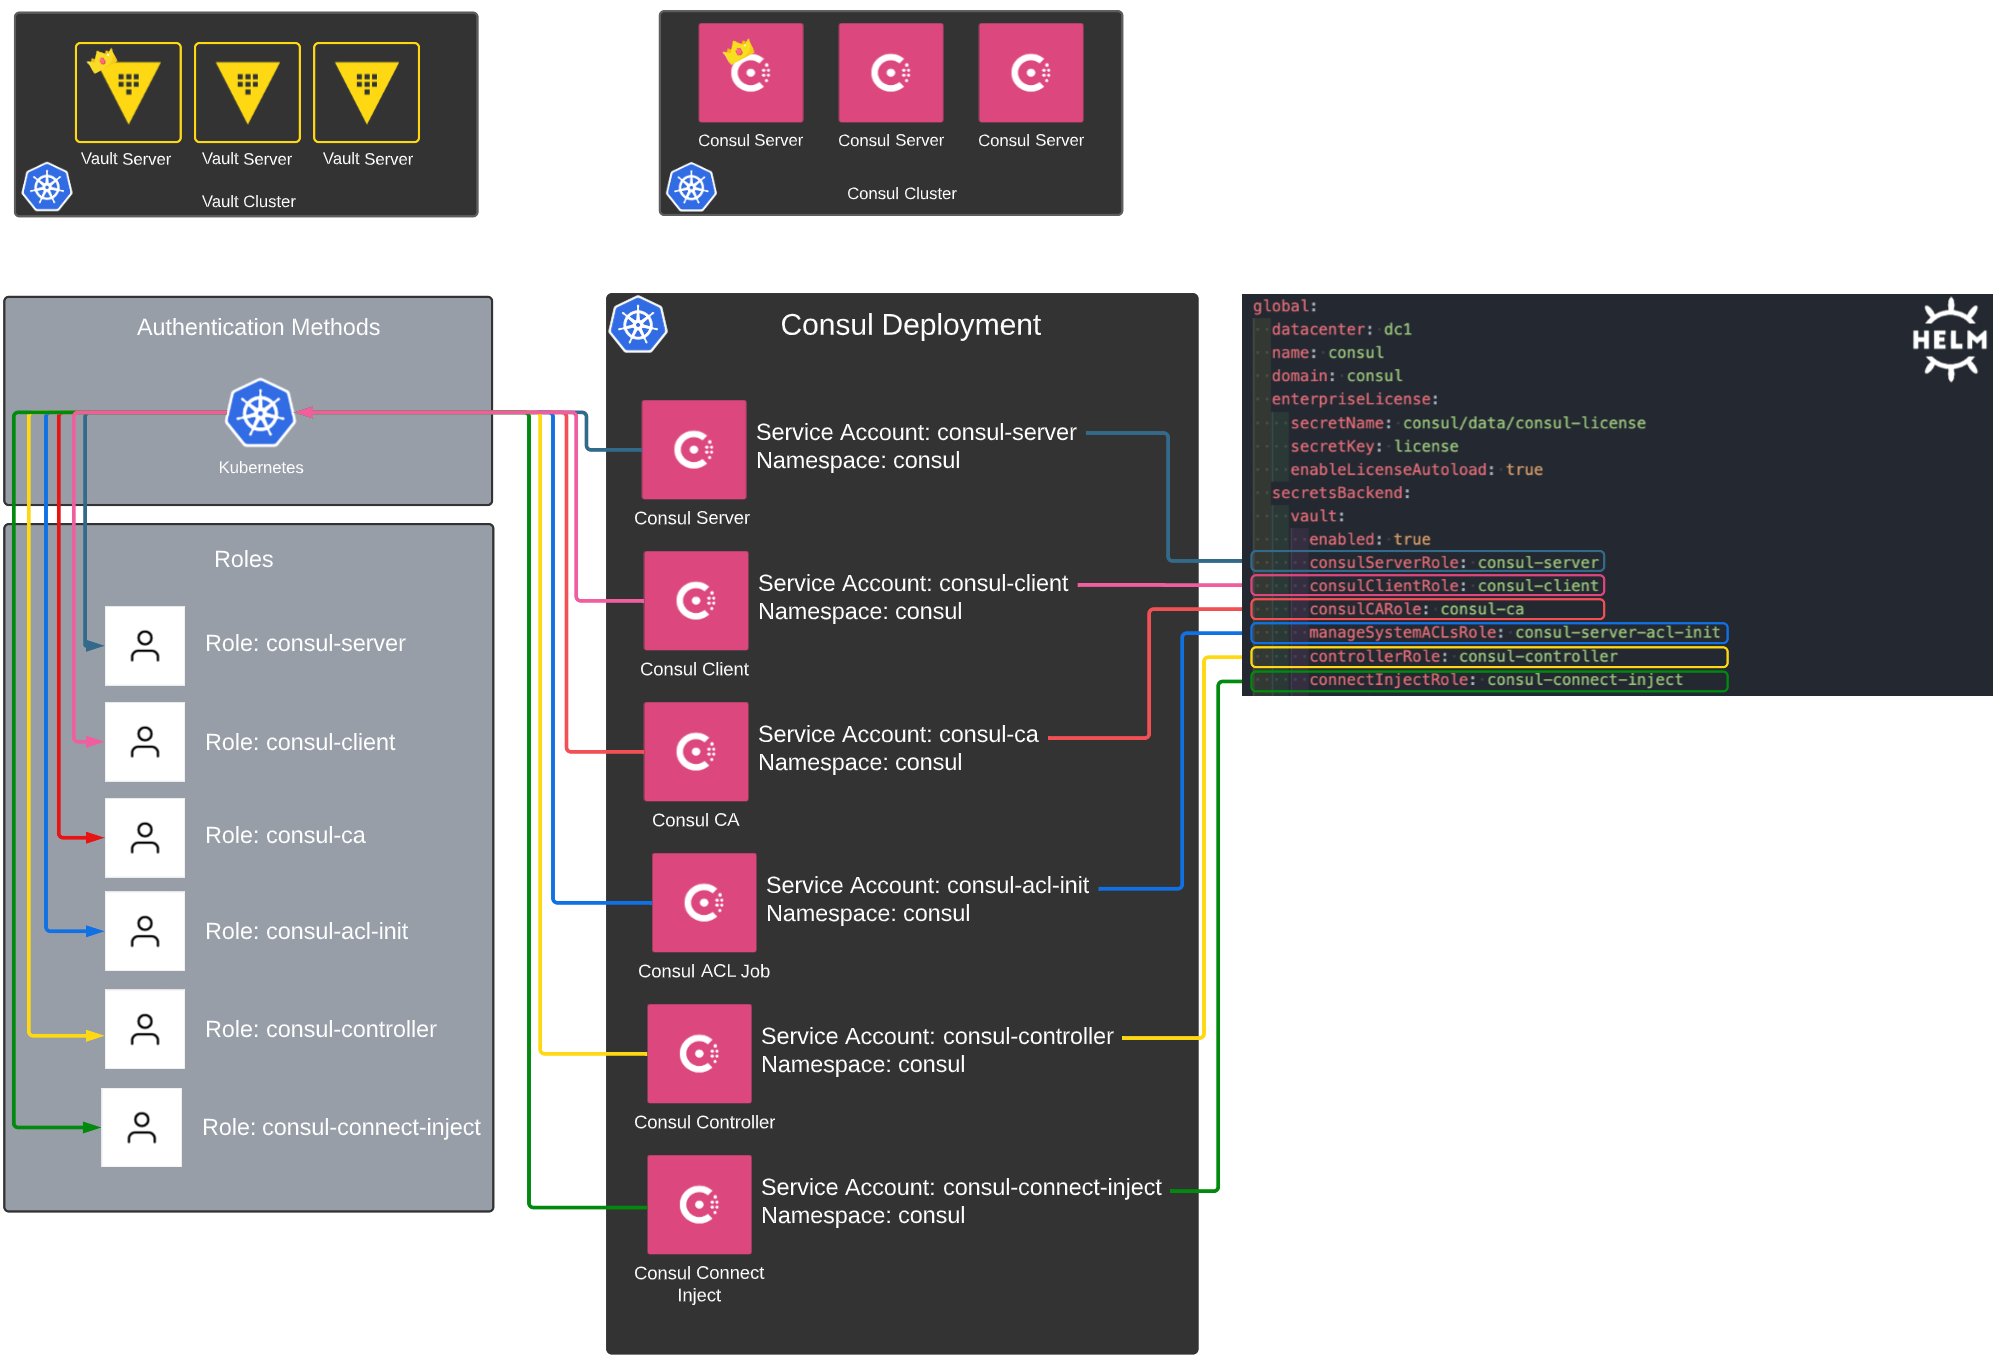 Vault Server
Vault Server
Vault Server
Vault Cluster
Consul Server
Consul Server
Consul Server
Consul Cluster
Authentication Methods
Kubernetes
Roles
Role: consul-server
Role: consul-client
Role: consul-ca
Role: consul-acl-init
Role: consul-controller
Role: consul-connect-inject
Consul Deployment
Service Account: consul-server
Namespace: consul
Consul Server
Service Account: consul-client
Namespace: consul
Consul Client
Service Account: consul-ca
Namespace: consul
Consul CA
Service Account: consul-acl-init
Namespace: consul
Consul ACL Job
Service Account: consul-controller
Namespace: consul
Consul Controller
Service Account: consul-connect-inject
Namespace: consul
Consul Connect
Inject
HELM
global:
datacenter: dc1
name: consul
domain: consul
enterpriseLicense:
secretName: consul/data/consul-license
secretKey: license
enableLicenseAutoload: true
secretsBackend:
vault:
enabled: true
consulServerRole: consul-server
consulClientRole: consul-client
consulCARole: consul-ca
manageSystemACLsRole: consul-server-acl-init
controllerRole: consul-controller
connectInjectRole: consul-connect-inject